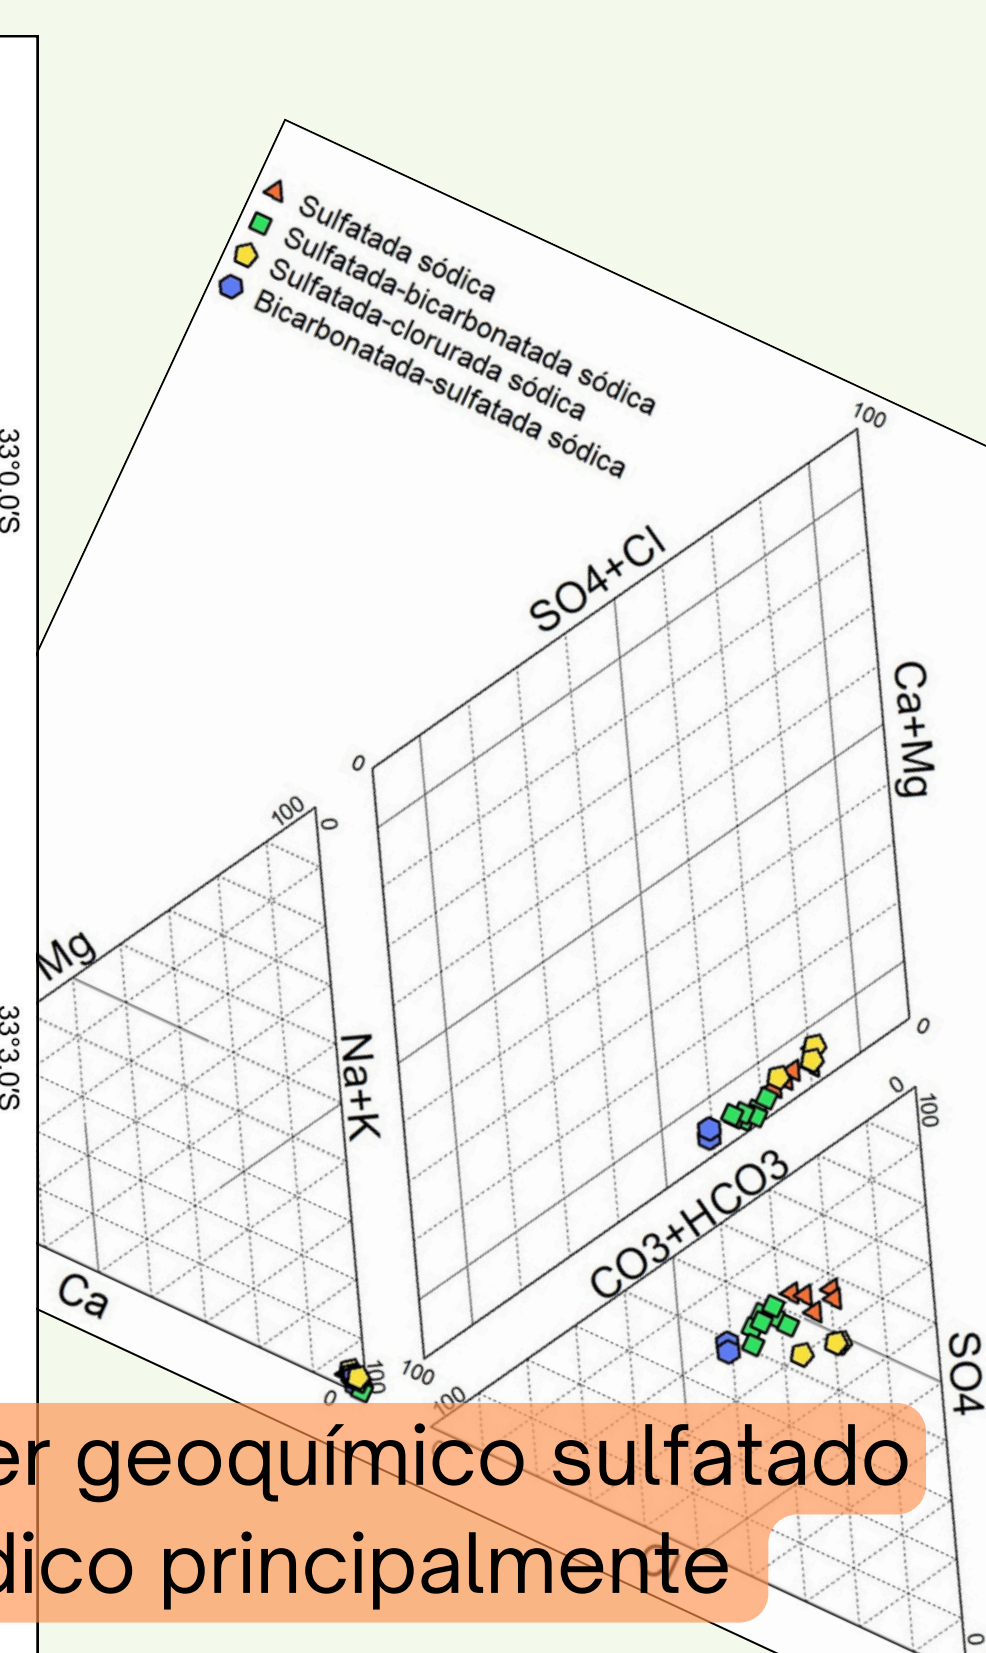 Sulfatada sódica
Sulfatada-bicarbonatada sódica
Sulfatada-clorurada sódica
Bicarbonatada-sulfatada sódica
100
SO4+Cl
33°0.0'S
Ca+Mg
0
100
0
Mg
0
33°3.0'S
Na+K
0
100
CO3+HCO3
Ca
SO4
100
100
0
100
er geoquímico sulfatado
dico principalmente
0